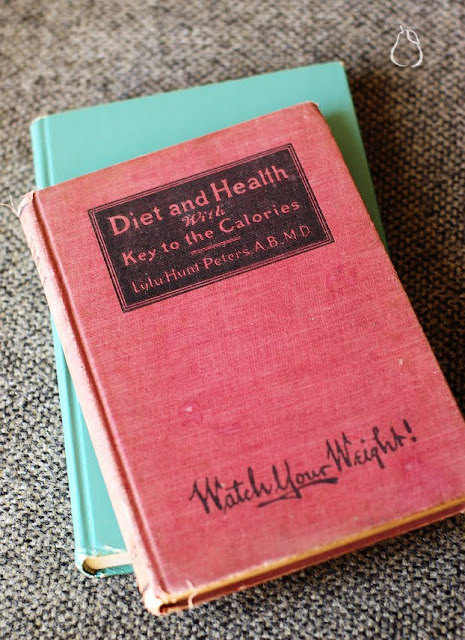 Diet and Health
With
Key to the Calories
Lulu Hunt Peters, A.B., M.D.
Watch Your Weight!